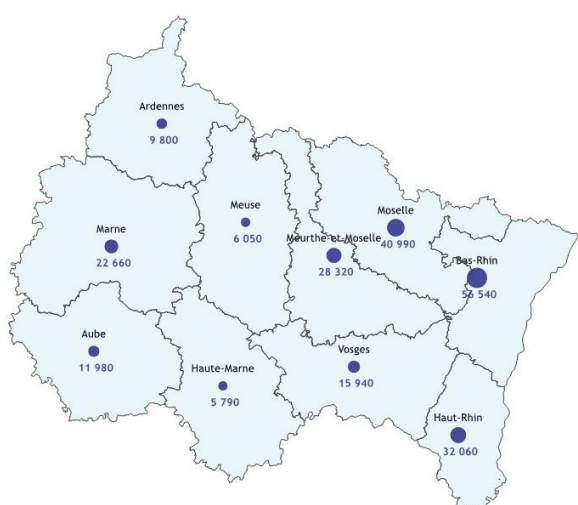 Ardennes
9 800
Meuse
6 050
Moselle
40 990
Marne
22 660
Meurthe-et-Moselle
28 320
Bas-Rhin
56 540
Aube
11 980
Haute-Marne
5 790
Vosges
15 940
Haut-Rhin
32 060